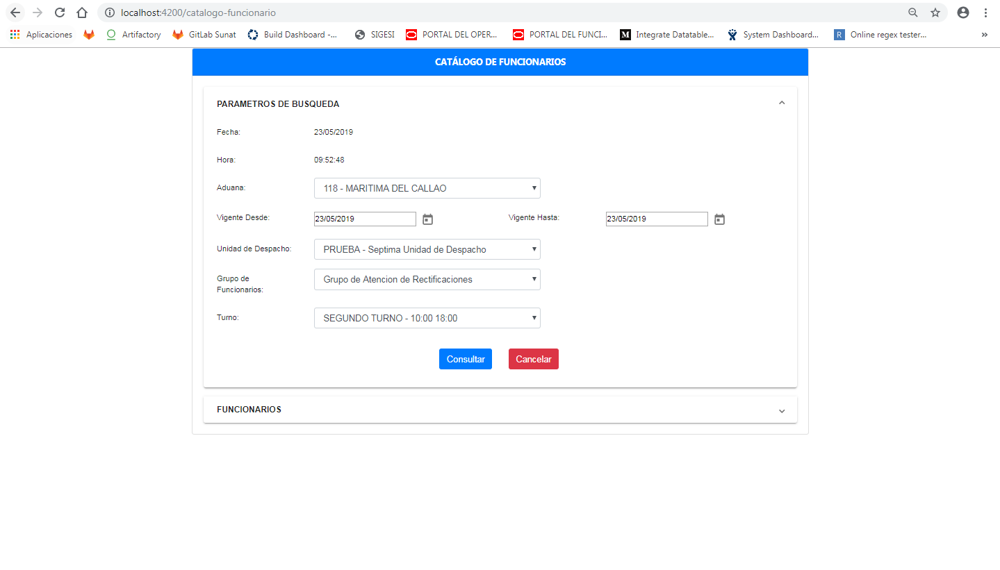 localhost:4200/catalogo-funcionario
Aplicaciones Artifactory GitLab Sunat Build Dashboard -... SIGESI PORTAL DEL OPER... PORTAL DEL FUNCI... M Integrate Datatable... System Dashboard... R Online regex tester... »
CATÁLOGO DE FUNCIONARIOS
PARAMETROS DE BUSQUEDA
Fecha: 23/05/2019
Hora: 09:52:48
Aduana: 118 - MARITIMA DEL CALLAO
Vigente Desde: 23/05/2019 Vigente Hasta: 23/05/2019
Unidad de Despacho: PRUEBA - Septima Unidad de Despacho
Grupo de Funcionarios: Grupo de Atencion de Rectificaciones
Turno: SEGUNDO TURNO - 10:00 18:00
Consultar Cancelar
FUNCIONARIOS